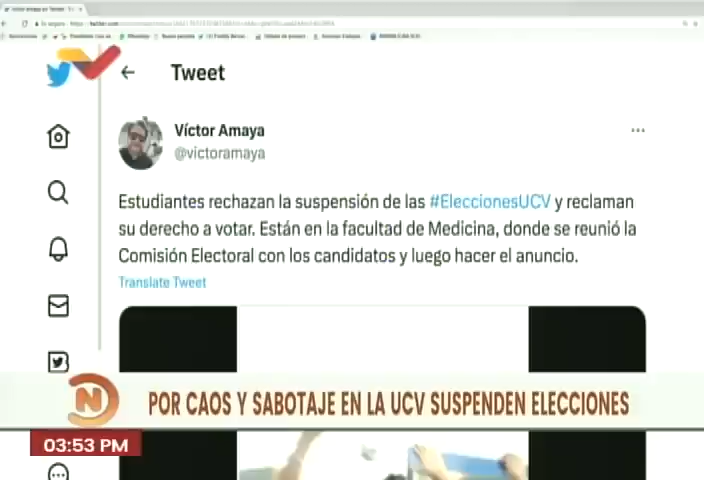 Tweet
Víctor Amaya
@victoramaya
Estudiantes rechazan la suspensión de las #EleccionesUCV y reclaman
su derecho a votar. Están en la facultad de Medicina, donde se reunió la
Comisión Electoral con los candidatos y luego hacer el anuncio.
Translate Tweet
N
POR CAOS Y SABOTAJE EN LA UCV SUSPENDEN ELECCIONES
03:53 PM